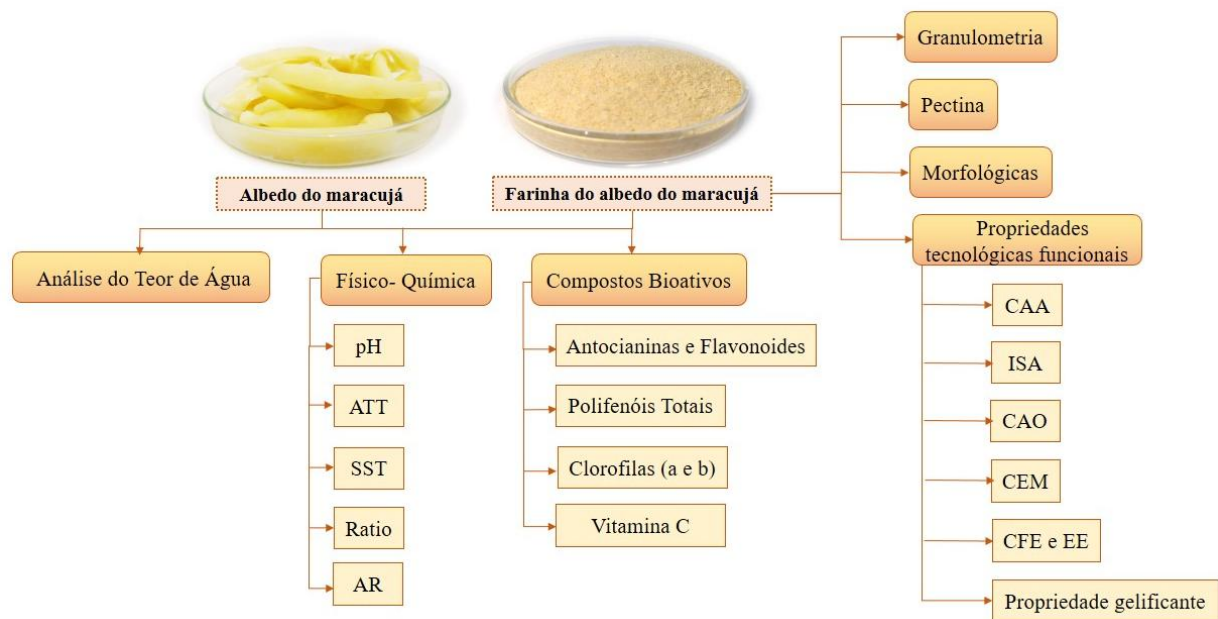 Albedo do maracujá
Farinha do albedo do maracujá
Análise do Teor de Água
Físico- Química
pH
ATT
SST
Ratio
AR
Compostos Bioativos
Antocianinas e Flavonoides
Polifenóis Totais
Clorofilas (a e b)
Vitamina C
Granulometria
Pectina
Morfológicas
Propriedades
tecnológicas funcionais
CAA
ISA
CAO
CEM
CFE e EE
Propriedade gelificante